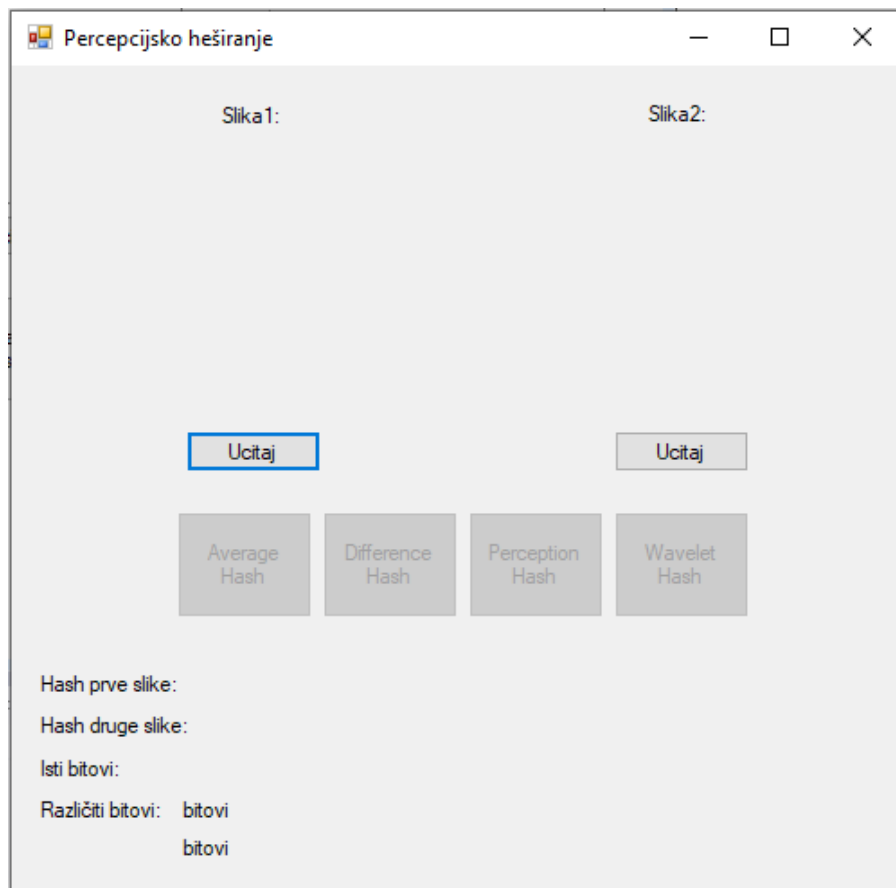 Percepcijsko heširanje
Slika1:
Slika2:
Ucitaj
Ucitaj
Average
Hash
Difference
Hash
Perception
Hash
Wavelet
Hash
Hash prve slike:
Hash druge slike:
Isti bitovi:
Različiti bitovi: bitovi
bitovi